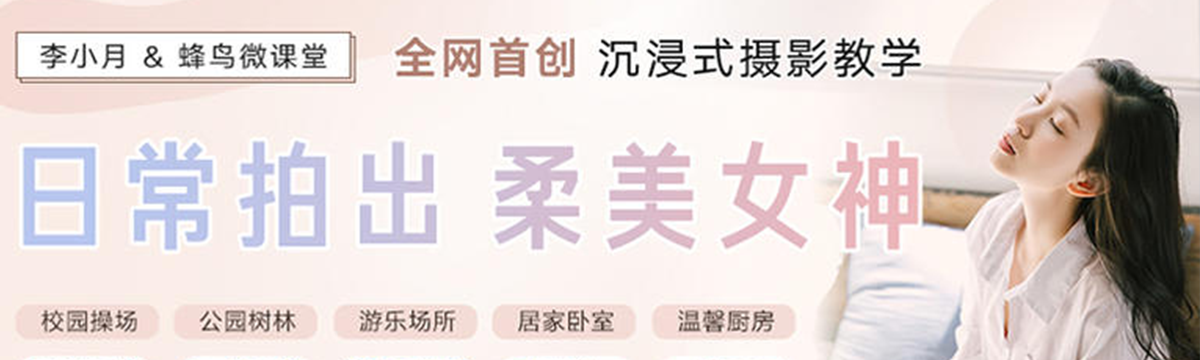 李小月 & 蜂鸟微课堂
全网首创 沉浸式摄影教学
日常拍出 柔美女神
校园操场 公园树林 游乐场所 居家卧室 温馨厨房